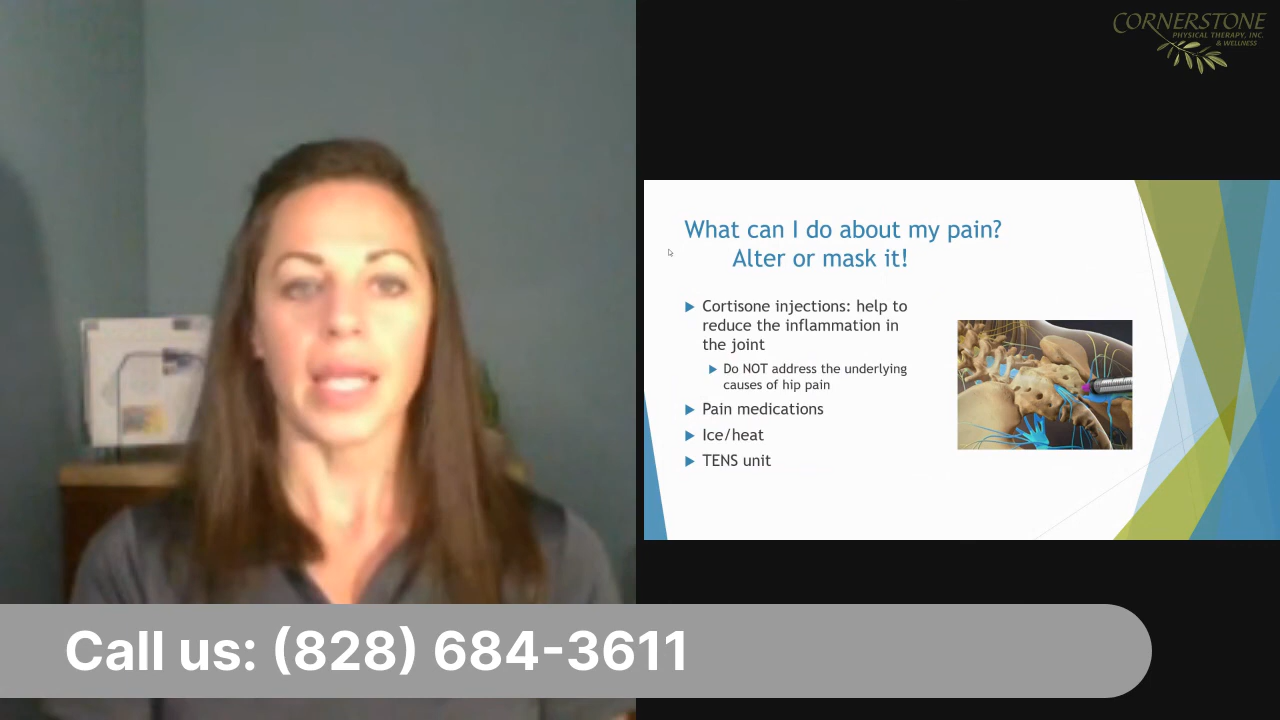 CORNERSTONE
PHYSICAL THERAPY, INC.
& WELLNESS
What can I do about my pain?
Alter or mask it!
Cortisone injections: help to
reduce the inflammation in
the joint
Do NOT address the underlying
causes of hip pain
Pain medications
Ice/heat
TENS unit
Call us: (828) 684-3611